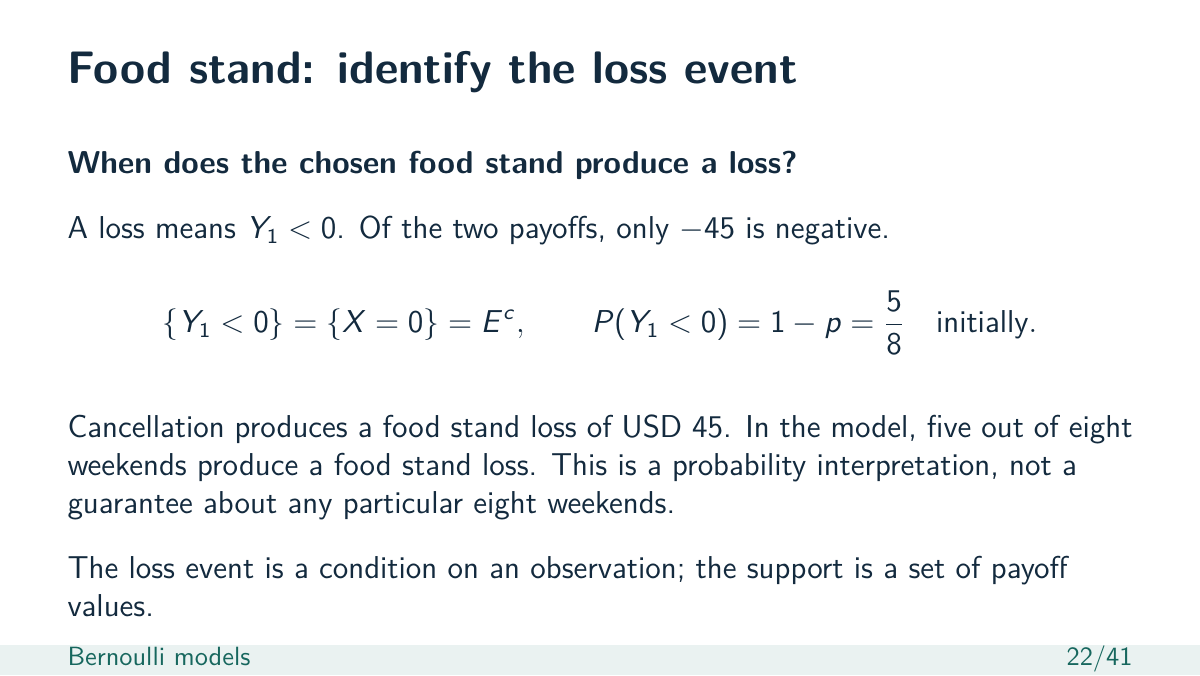 Food stand: identify the loss event
When does the chosen food stand produce a loss?
A loss means Y₁ < 0. Of the two payoffs, only −45 is negative.
{Y₁ < 0} = {X = 0} = Eᶜ, P(Y₁ < 0) = 1 − p = 5/8 initially.
Cancellation produces a food stand loss of USD 45. In the model, five out of eight
weekends produce a food stand loss. This is a probability interpretation, not a
guarantee about any particular eight weekends.
The loss event is a condition on an observation; the support is a set of payoff
values.
Bernoulli models 22/41